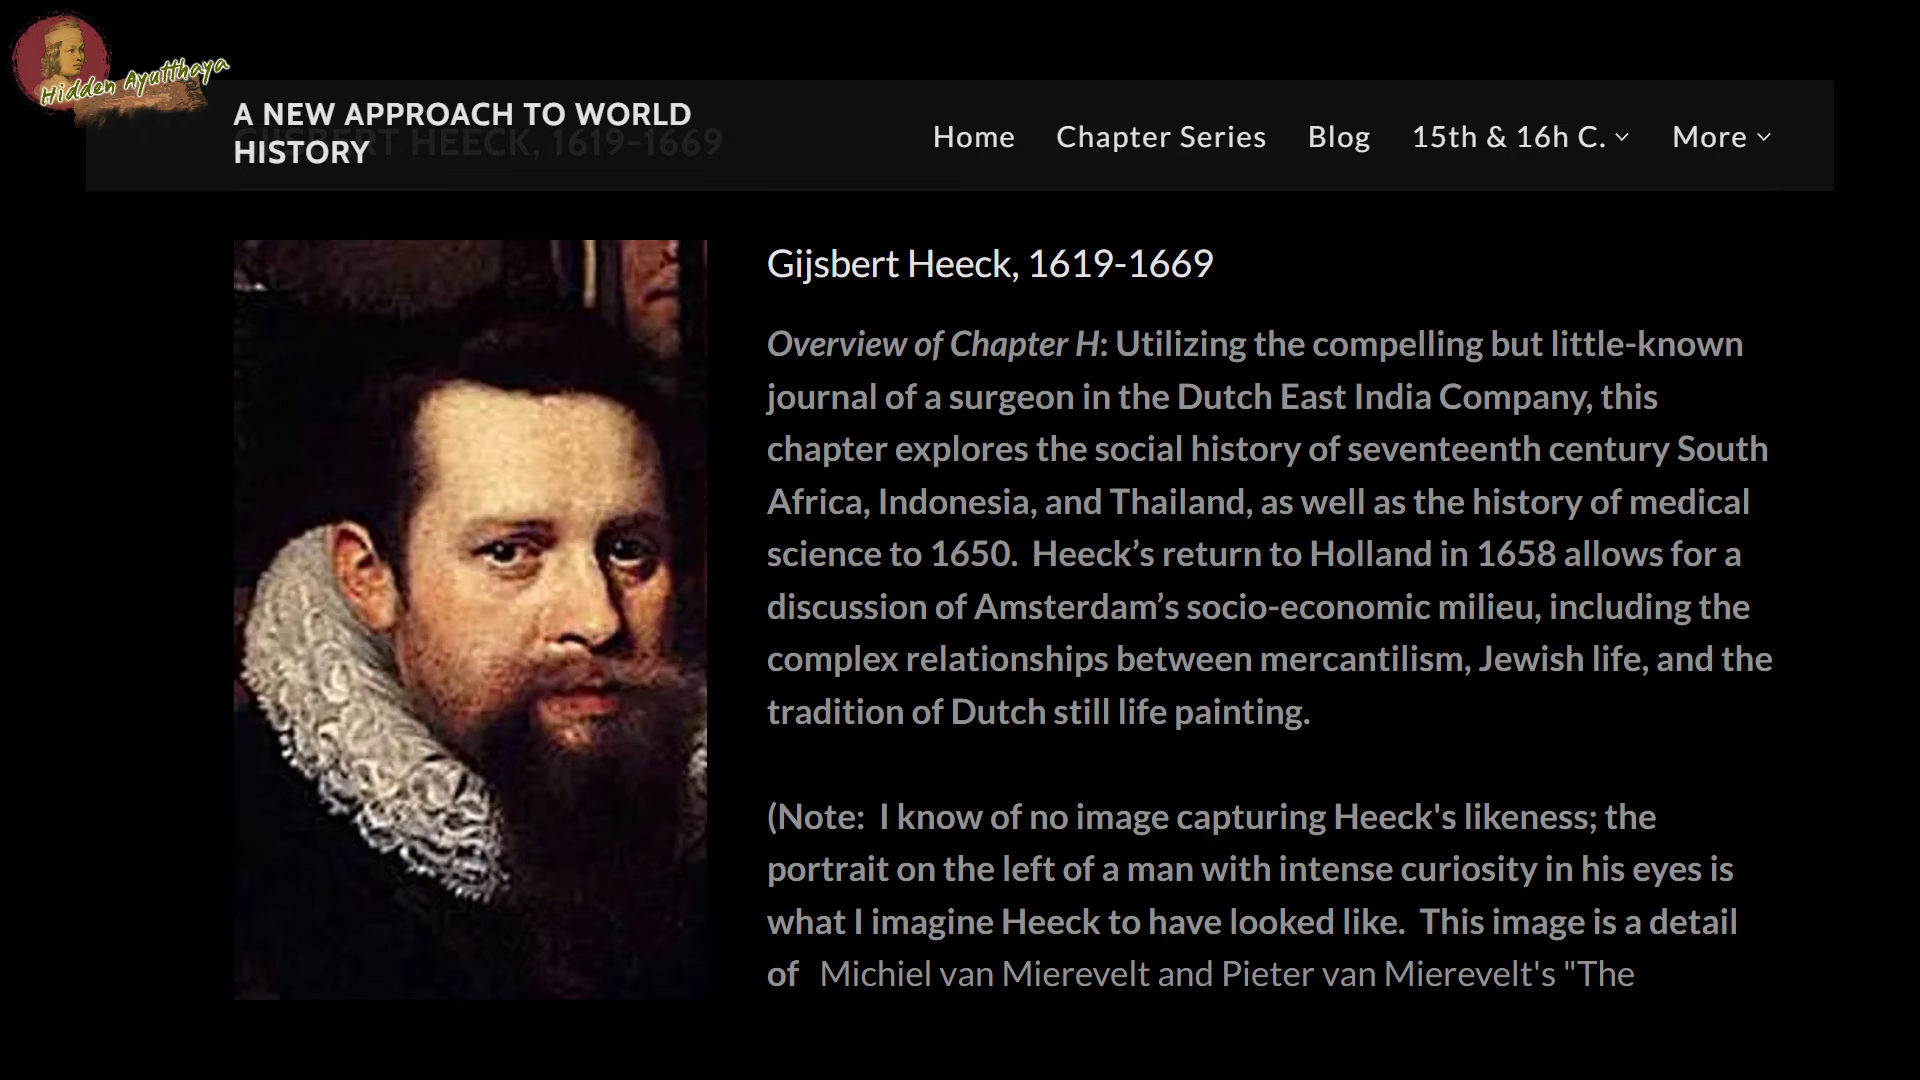 Hidden Ayutthaya
A NEW APPROACH TO WORLD
HISTORY
GIJSBERT HEECK, 1619-1669
Home Chapter Series Blog 15th & 16h C. More
Gijsbert Heeck, 1619-1669
Overview of Chapter H: Utilizing the compelling but little-known
journal of a surgeon in the Dutch East India Company, this
chapter explores the social history of seventeenth century South
Africa, Indonesia, and Thailand, as well as the history of medical
science to 1650. Heeck’s return to Holland in 1658 allows for a
discussion of Amsterdam’s socio-economic milieu, including the
complex relationships between mercantilism, Jewish life, and the
tradition of Dutch still life painting.
(Note: I know of no image capturing Heeck's likeness; the
portrait on the left of a man with intense curiosity in his eyes is
what I imagine Heeck to have looked like. This image is a detail
of Michiel van Mierevelt and Pieter van Mierevelt's "The